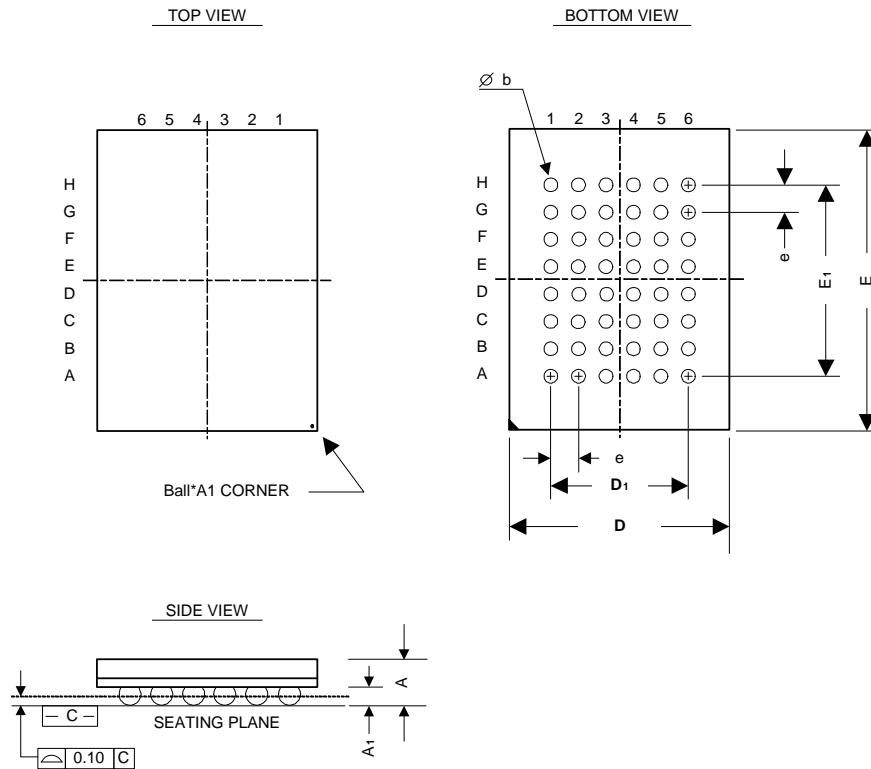 TOP VIEW
6 5 4 3 2 1
H
G
F
E
D
C
B
A
Ball*A1 CORNER
BOTTOM VIEW
Ø b
1 2 3 4 5 6
H
G
F
E
D
C
B
A
e
E1
E
e
D1
D
SIDE VIEW
A
A1
— C —
SEATING PLANE
0.10 C